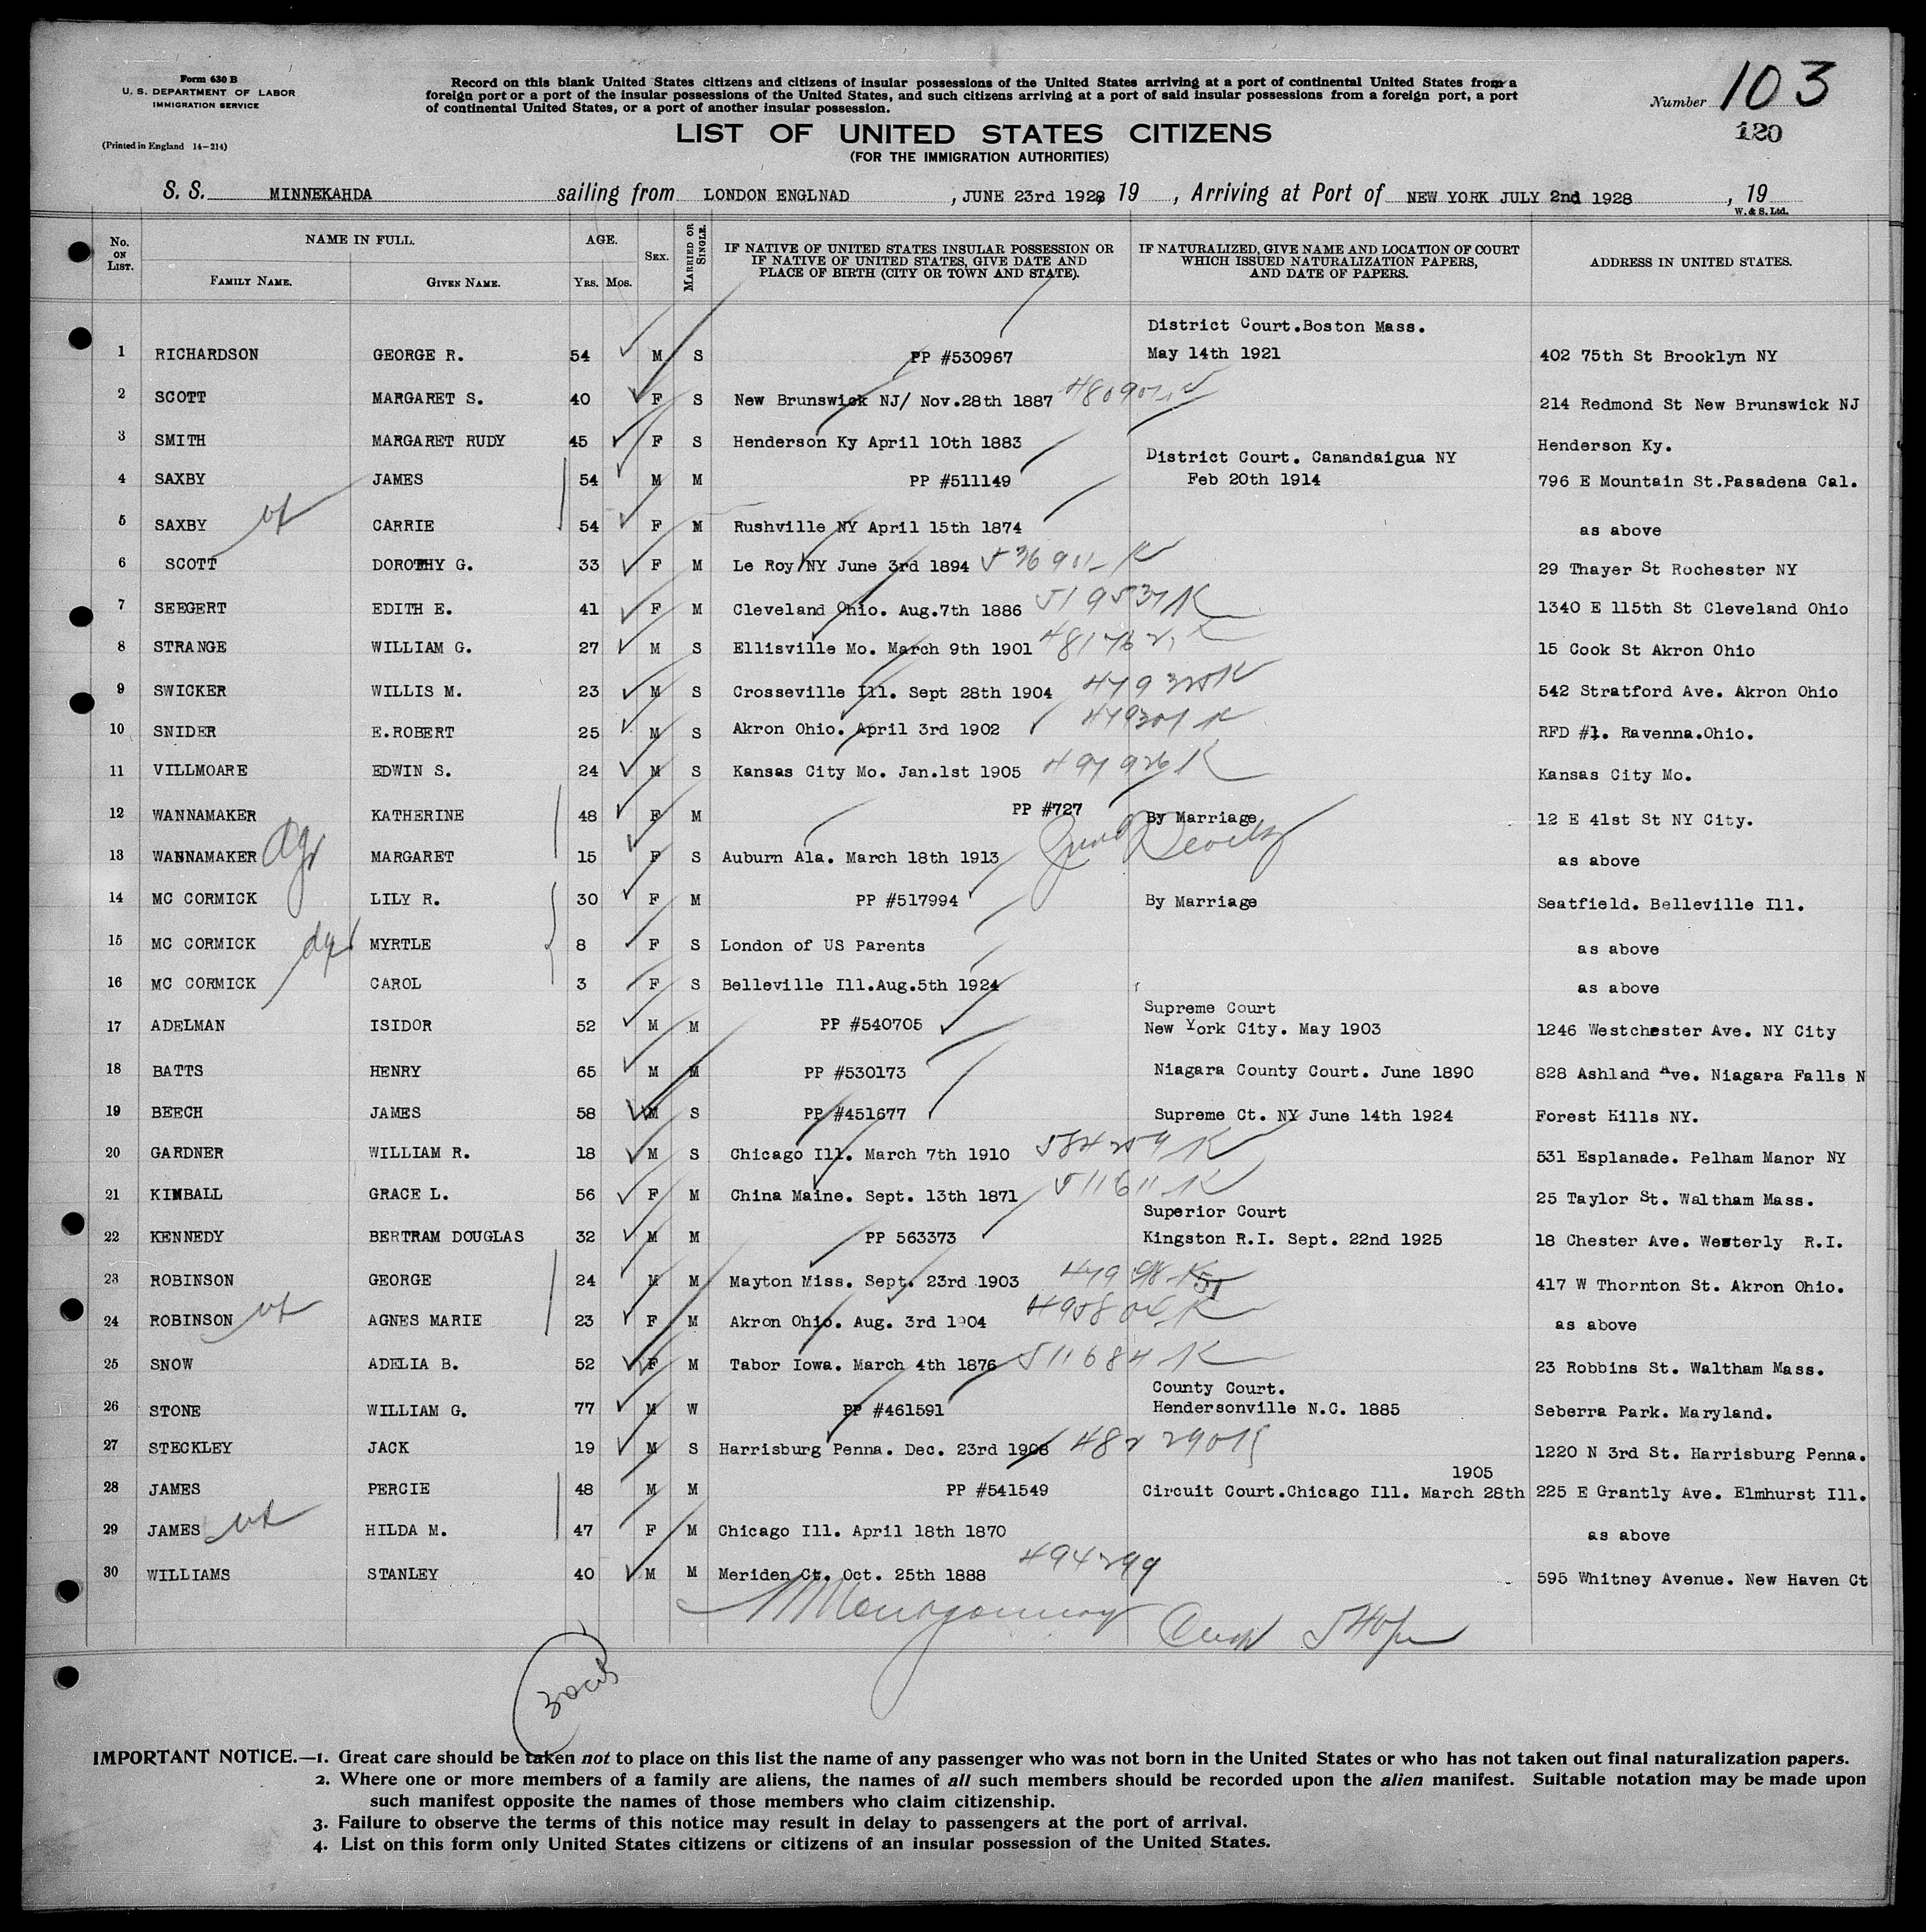 Form 630 B
U. S. DEPARTMENT OF LABOR
IMMIGRATION SERVICE
(Printed in England 14-214)
Record on this blank United States citizens and citizens of insular possessions of the United States arriving at a port of continental United States from a
foreign port or a port of the insular possessions of the United States, and such citizens arriving at a port of said insular possessions from a foreign port, a port
of continental United States, or a port of another insular possession.
Number 103
120
LIST OF UNITED STATES CITIZENS
(FOR THE IMMIGRATION AUTHORITIES)
S. S. MINNEKAHDA sailing from LONDON ENGLNAD , JUNE 23rd 1928, 19 , Arriving at Port of NEW YORK JULY 2nd 1928 , 19
W. & S. Ltd.
No. ON LIST. NAME IN FULL. FAMILY NAME. GIVEN NAME. AGE. YRS. MOS. SEX. MARRIED OR SINGLE. IF NATIVE OF UNITED STATES INSULAR POSSESSION OR IF NATIVE OF UNITED STATES, GIVE DATE AND PLACE OF BIRTH (CITY OR TOWN AND STATE). IF NATURALIZED, GIVE NAME AND LOCATION OF COURT WHICH ISSUED NATURALIZATION PAPERS, AND DATE OF PAPERS. ADDRESS IN UNITED STATES.
District Court.Boston Mass.
1 RICHARDSON GEORGE R. 54 M S PP #530967 May 14th 1921 402 75th St Brooklyn NY
2 SCOTT MARGARET S. 40 F S New Brunswick NJ/ Nov.28th 1887 214 Redmond St New Brunswick NJ
3 SMITH MARGARET RUDY 45 F S Henderson Ky April 10th 1883 Henderson Ky.
District Court. Canandaigua NY
4 SAXBY JAMES 54 M M PP #511149 Feb 20th 1914 796 E Mountain St.Pasadena Cal.
5 SAXBY CARRIE 54 F M Rushville NY April 15th 1874 as above
6 SCOTT DOROTHY G. 33 F M Le Roy NY June 3rd 1894 29 Thayer St Rochester NY
7 SEEGERT EDITH E. 41 F M Cleveland Ohio. Aug.7th 1886 519537 K 1340 E 115th St Cleveland Ohio
8 STRANGE WILLIAM G. 27 M S Ellisville Mo. March 9th 1901 15 Cook St Akron Ohio
9 SWICKER WILLIS M. 23 M S Crosseville Ill. Sept 28th 1904 542 Stratford Ave. Akron Ohio
10 SNIDER E.ROBERT 25 M S Akron Ohio. April 3rd 1902 RFD #1. Ravenna.Ohio.
11 VILLMOARE EDWIN S. 24 M S Kansas City Mo. Jan.1st 1905 497926 K Kansas City Mo.
12 WANNAMAKER KATHERINE 48 F M PP #727 By Marriage 12 E 41st St NY City.
13 WANNAMAKER MARGARET 15 F S Auburn Ala. March 18th 1913 as above
14 MC CORMICK LILY R. 30 F M PP #517994 By Marriage Seatfield. Belleville Ill.
15 MC CORMICK MYRTLE 8 F S London of US Parents as above
16 MC CORMICK CAROL 3 F S Belleville Ill.Aug.5th 1924 as above
Supreme Court
17 ADELMAN ISIDOR 52 M M PP #540705 New York City. May 1903 1246 Westchester Ave. NY City
18 BATTS HENRY 65 M M PP #530173 Niagara County Court. June 1890 828 Ashland Ave. Niagara Falls N
19 BEECH JAMES 58 M S PP #451677 Supreme Ct. NY June 14th 1924 Forest Hills NY.
20 GARDNER WILLIAM R. 18 M S Chicago Ill. March 7th 1910 584259 K 531 Esplanade. Pelham Manor NY
21 KIMBALL GRACE L. 56 F M China Maine. Sept. 13th 1871 511611 K 25 Taylor St. Waltham Mass.
Superior Court
22 KENNEDY BERTRAM DOUGLAS 32 M M PP 563373 Kingston R.I. Sept. 22nd 1925 18 Chester Ave. Westerly R.I.
23 ROBINSON GEORGE 24 M M Mayton Miss. Sept. 23rd 1903 417 W Thornton St. Akron Ohio.
24 ROBINSON AGNES MARIE 23 F M Akron Ohio. Aug. 3rd 1904 as above
25 SNOW ADELIA B. 52 F M Tabor Iowa. March 4th 1876 511684 K 23 Robbins St. Waltham Mass.
County Court.
26 STONE WILLIAM G. 77 M W PP #461591 Hendersonville N.C. 1885 Seberra Park. Maryland.
27 STECKLEY JACK 19 M S Harrisburg Penna. Dec. 23rd 1908 482290 K 1220 N 3rd St. Harrisburg Penna.
1905
28 JAMES PERCIE 48 M M PP #541549 Circuit Court.Chicago Ill. March 28th 225 E Grantly Ave. Elmhurst Ill.
29 JAMES HILDA M. 47 F M Chicago Ill. April 18th 1870 as above
30 WILLIAMS STANLEY 40 M M Meriden Ct. Oct. 25th 1888 494299 595 Whitney Avenue. New Haven Ct
IMPORTANT NOTICE.—1. Great care should be taken not to place on this list the name of any passenger who was not born in the United States or who has not taken out final naturalization papers.
2. Where one or more members of a family are aliens, the names of all such members should be recorded upon the alien manifest. Suitable notation may be made upon
such manifest opposite the names of those members who claim citizenship.
3. Failure to observe the terms of this notice may result in delay to passengers at the port of arrival.
4. List on this form only United States citizens or citizens of an insular possession of the United States.